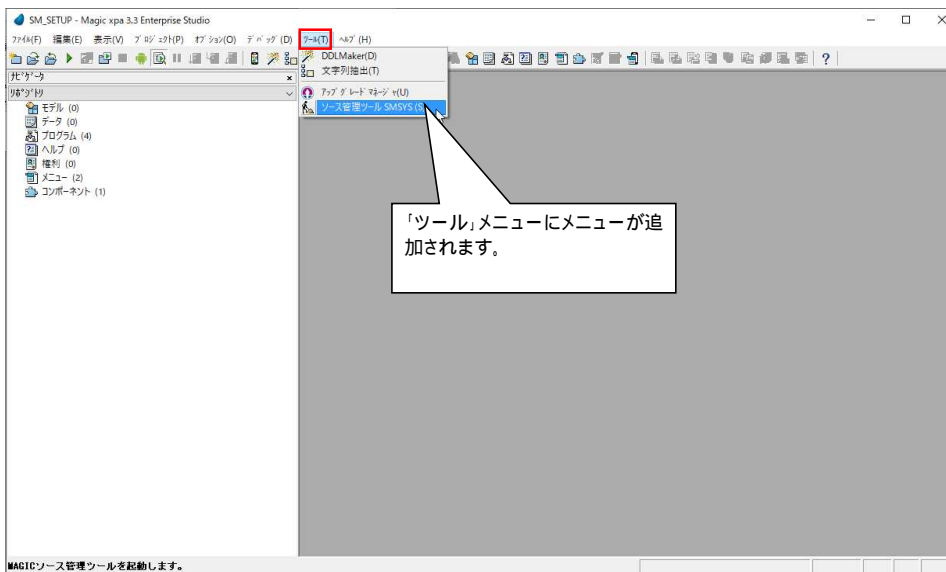 SM_SETUP - Magic xpa 3.3 Enterprise Studio
ﾌｧｲﾙ(F) 編集(E) 表示(V) ﾌﾟﾛｼﾞｪｸﾄ(P) ｵﾌﾟｼｮﾝ(O) ﾃﾞﾊﾞｯｸﾞ(D) ﾂｰﾙ(T) ﾍﾙﾌﾟ(H)
DDLMaker(D)
文字列抽出(T)
ｱｯﾌﾟｸﾞﾚｰﾄﾞﾏﾈｰｼﾞｬ(U)
ソース管理ツール SMSYS (S)
ﾅﾋﾞｹﾞｰﾀ
ﾘﾎﾟｼﾞﾄﾘ
モデル (0)
データ (0)
プログラム (4)
ヘルプ (0)
権利 (0)
メニュー (2)
コンポーネント (1)
「ツール」メニューにメニューが追
加されます。
MAGICソース管理ツールを起動します。